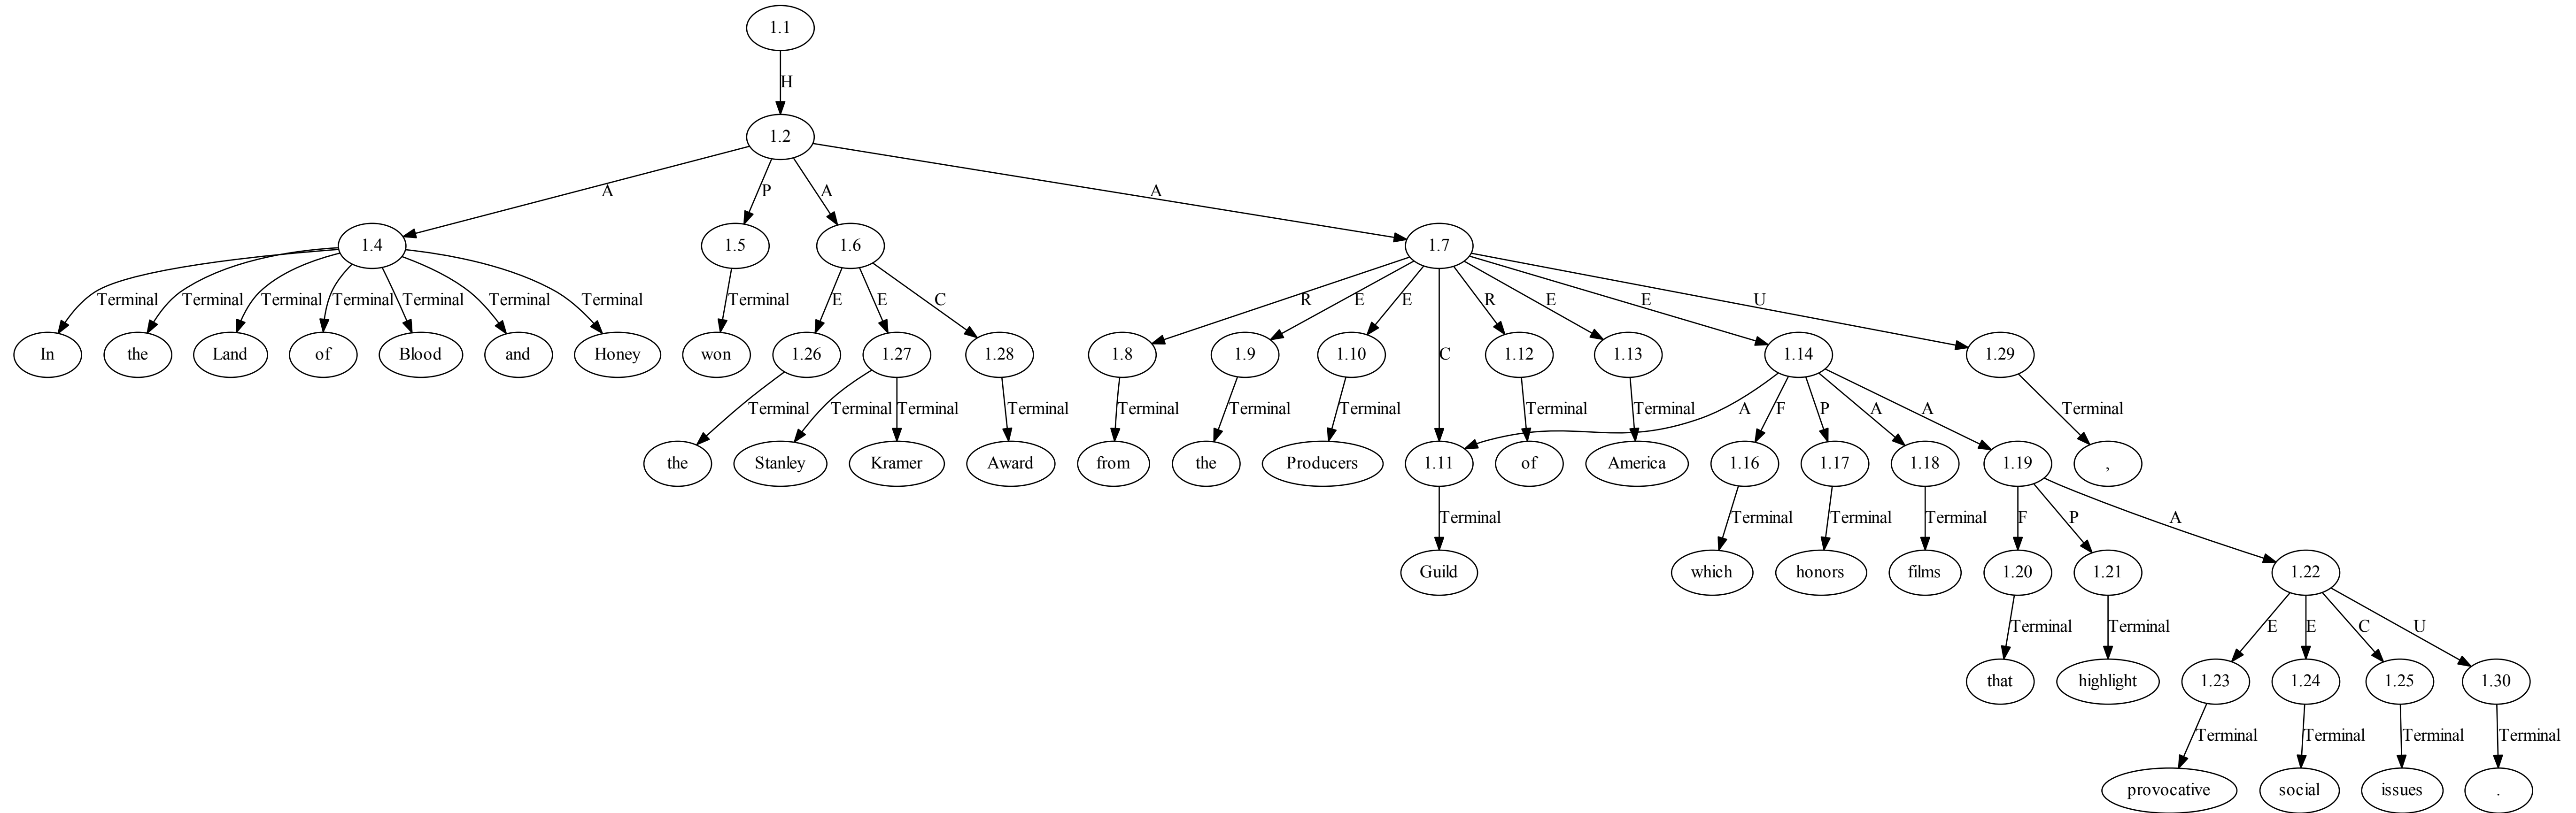 1.1
H
1.2
A P A A
1.4 1.5 1.6 1.7
Terminal Terminal Terminal Terminal Terminal Terminal Terminal Terminal E E C R E E C R E E U
In the Land of Blood and Honey won 1.26 1.27 1.28 1.8 1.9 1.10 1.12 1.13 1.14 1.29
Terminal Terminal Terminal Terminal Terminal Terminal Terminal Terminal Terminal A F P A A Terminal
the Stanley Kramer Award from the Producers 1.11 of America 1.16 1.17 1.18 1.19 ,
Terminal Terminal Terminal Terminal F P A
Guild which honors films 1.20 1.21 1.22
Terminal Terminal E E C U
that highlight 1.23 1.24 1.25 1.30
Terminal Terminal Terminal Terminal
provocative social issues .